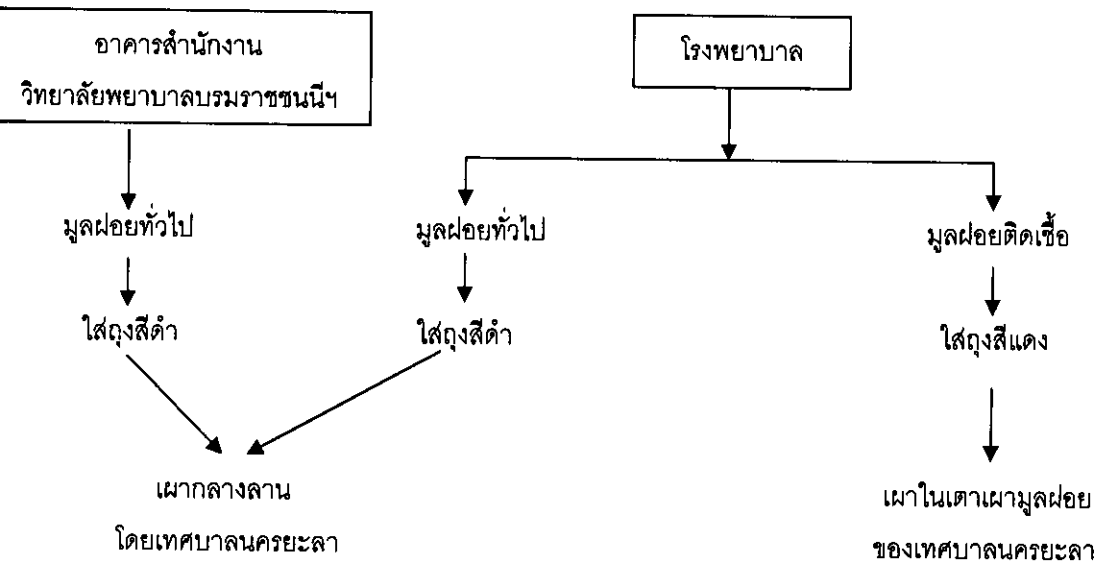 อาคารสำนักงาน
วิทยาลัยพยาบาลบรมราชชนนีฯ
โรงพยาบาล
มูลฝอยทั่วไป
มูลฝอยทั่วไป
มูลฝอยติดเชื้อ
ใส่ถุงสีดำ
ใส่ถุงสีดำ
ใส่ถุงสีแดง
เผากลางลาน
โดยเทศบาลนครยะลา
เผาในเตาเผามูลฝอย
ของเทศบาลนครยะลา